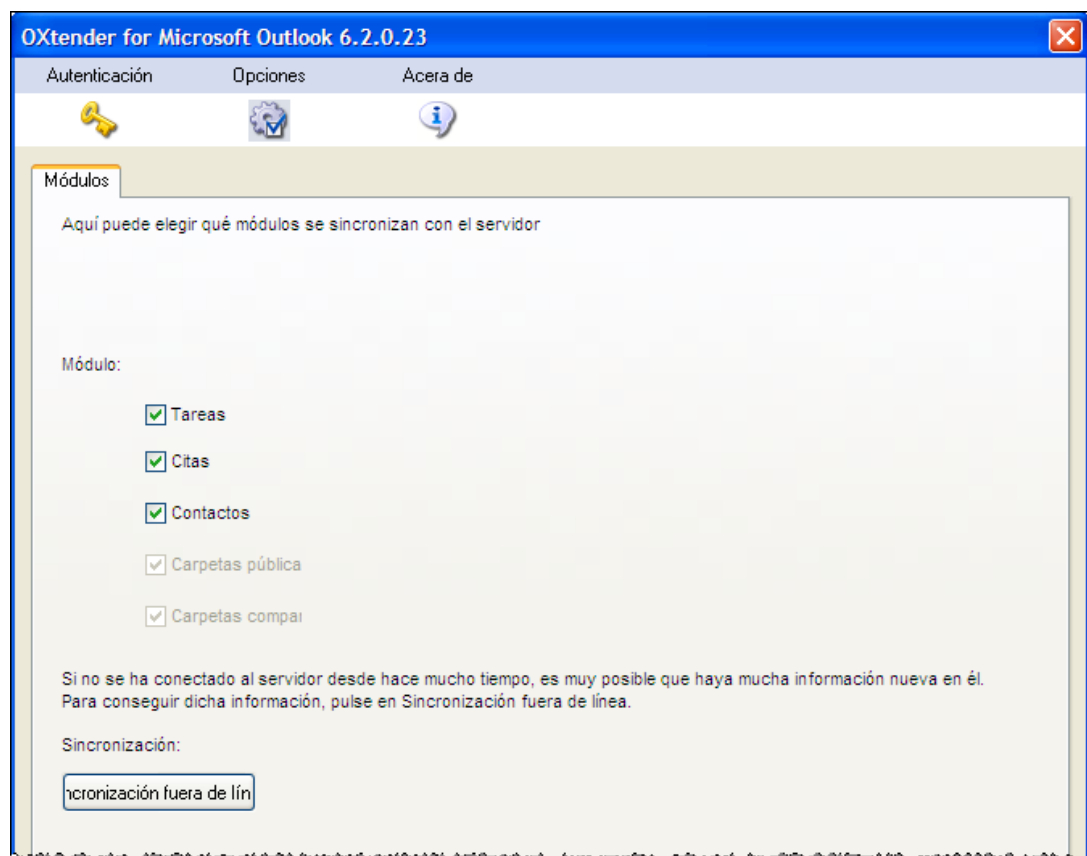 OXtender for Microsoft Outlook 6.2.0.23
Autenticación Opciones Acera de
Módulos
Aquí puede elegir qué módulos se sincronizan con el servidor
Módulo:
Tareas
Citas
Contactos
Carpetas pública
Carpetas compar
Si no se ha conectado al servidor desde hace mucho tiempo, es muy posible que haya mucha información nueva en él.
Para conseguir dicha información, pulse en Sincronización fuera de línea.
Sincronización:
ncronización fuera de lín